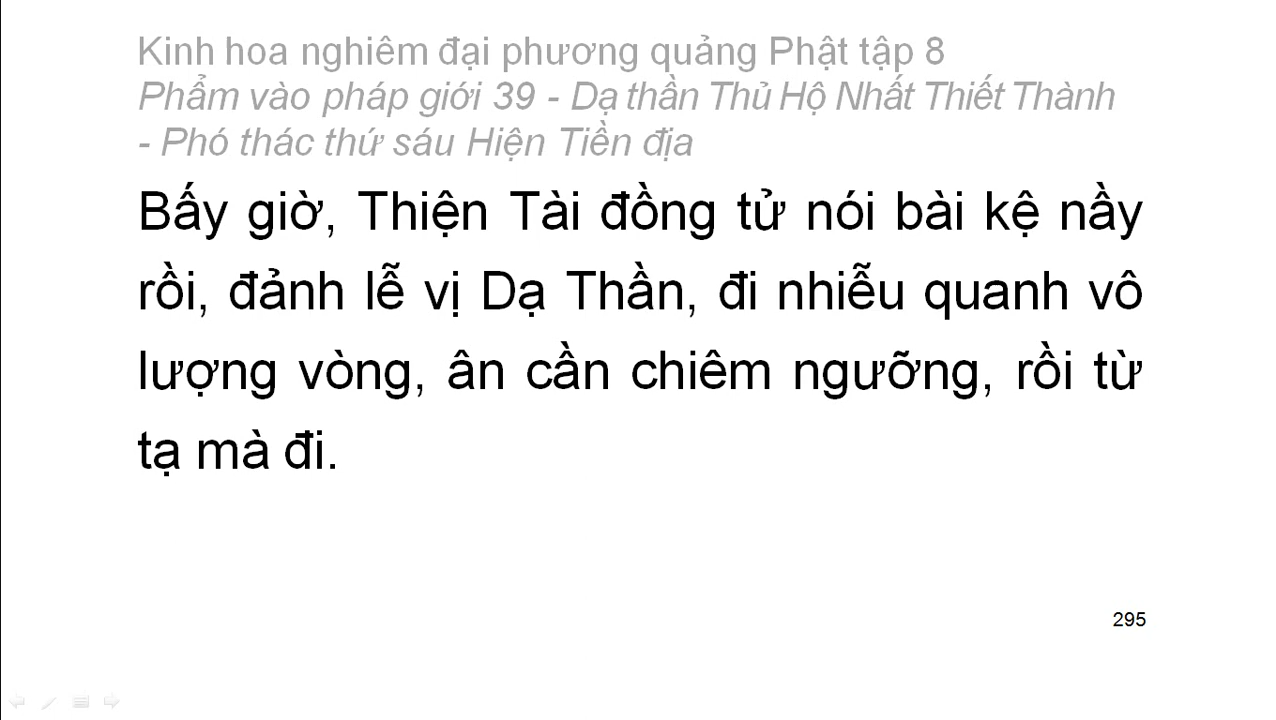 Kinh hoa nghiêm đại phương quảng Phật tập 8
Phẩm vào pháp giới 39 - Dạ thần Thủ Hộ Nhất Thiết Thành
- Phó thác thứ sáu Hiện Tiền địa
Bấy giờ, Thiện Tài đồng tử nói bài kệ nầy
rồi, đảnh lễ vị Dạ Thần, đi nhiễu quanh vô
lượng vòng, ân cần chiêm ngưỡng, rồi từ
tạ mà đi.
295